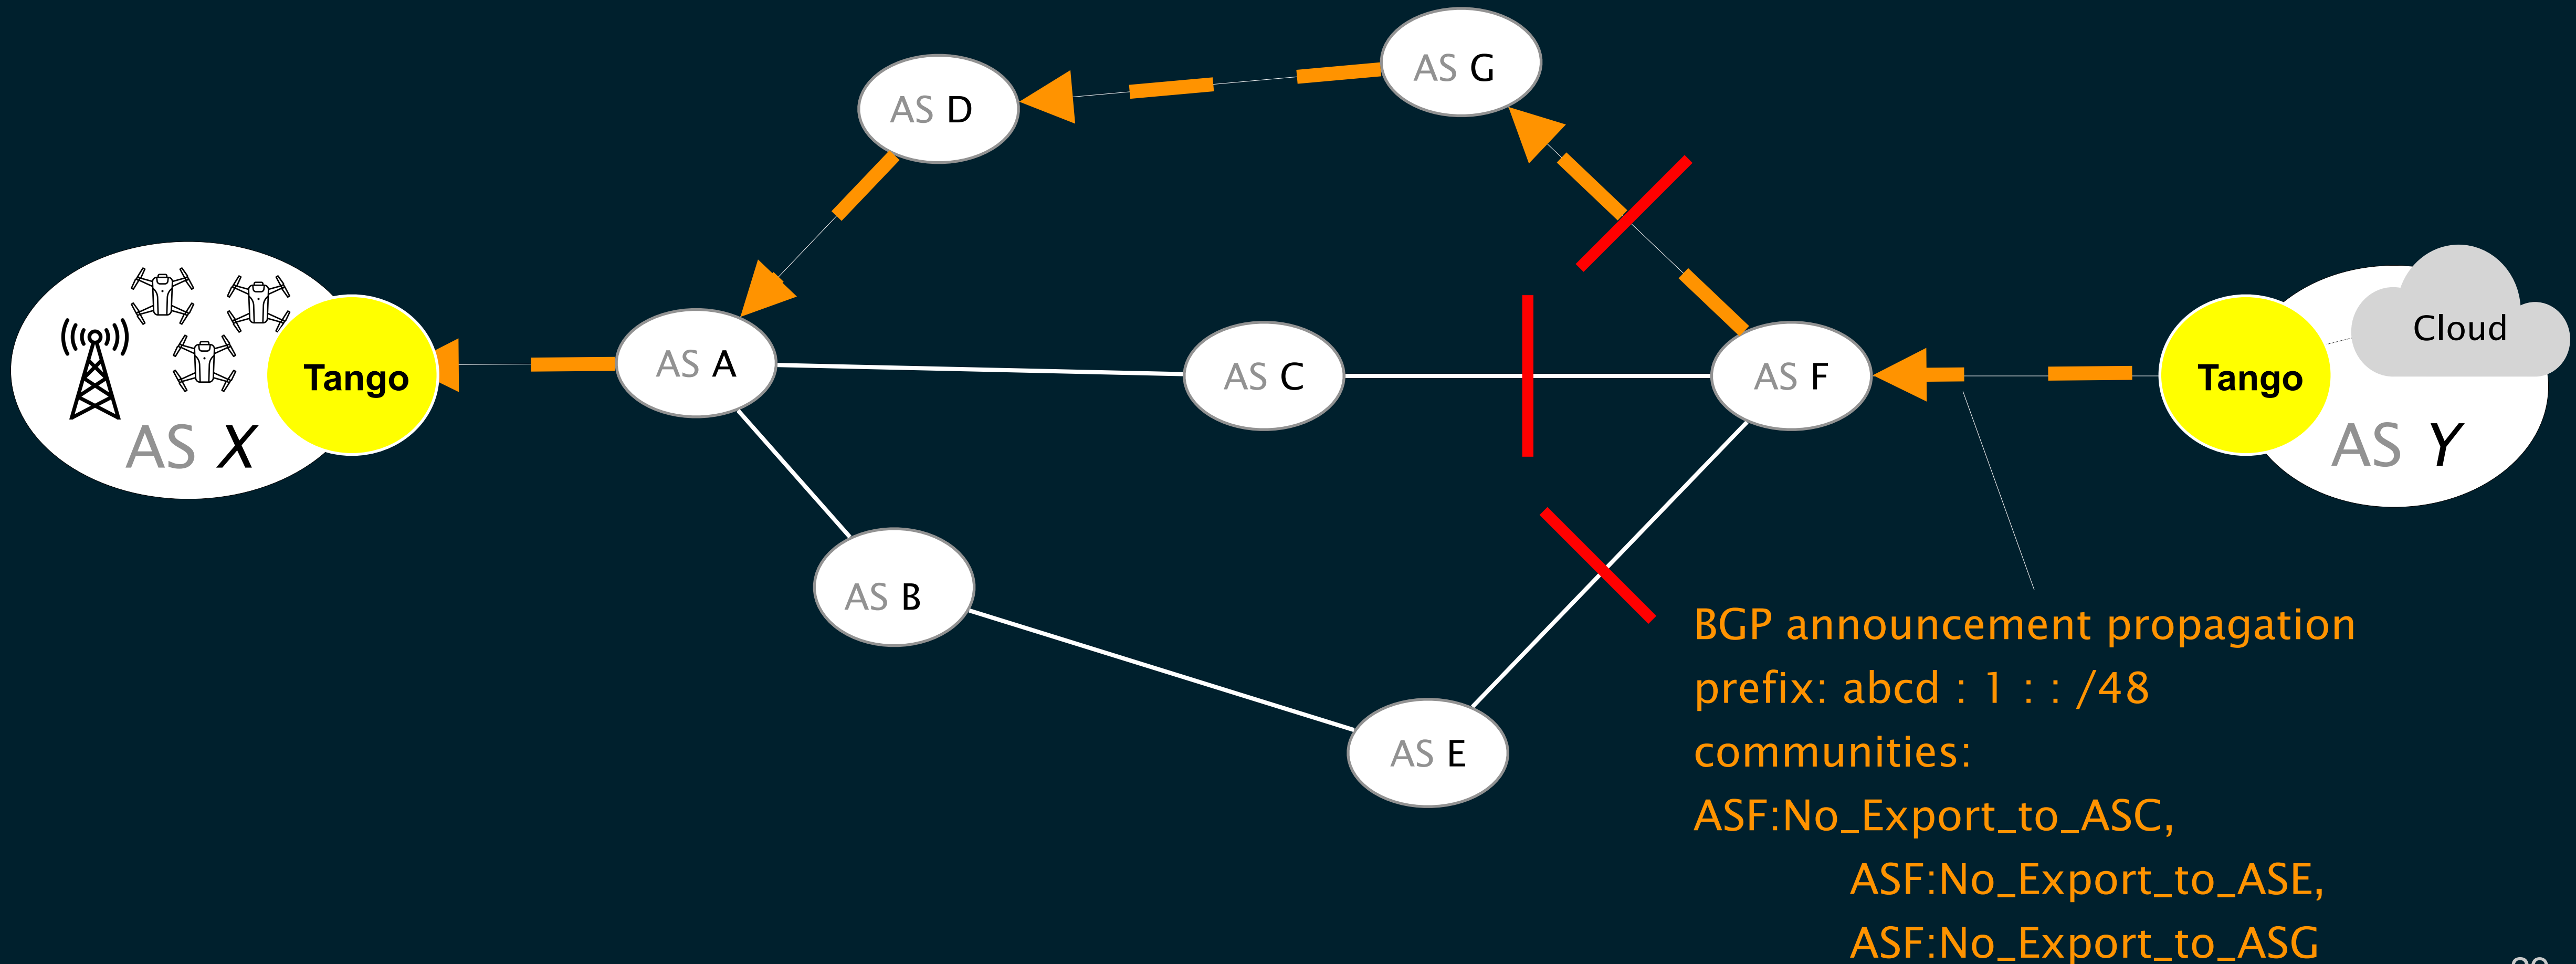 AS G
AS D
Cloud
AS A
AS C
AS F
Tango
Tango
AS X
AS Y
AS B
BGP announcement propagation
prefix: abcd : 1 : : /48
AS E
communities:
ASF:No_Export_to_ASC,
ASF:No_Export_to_ASE,
ASF:No_Export_to_ASG